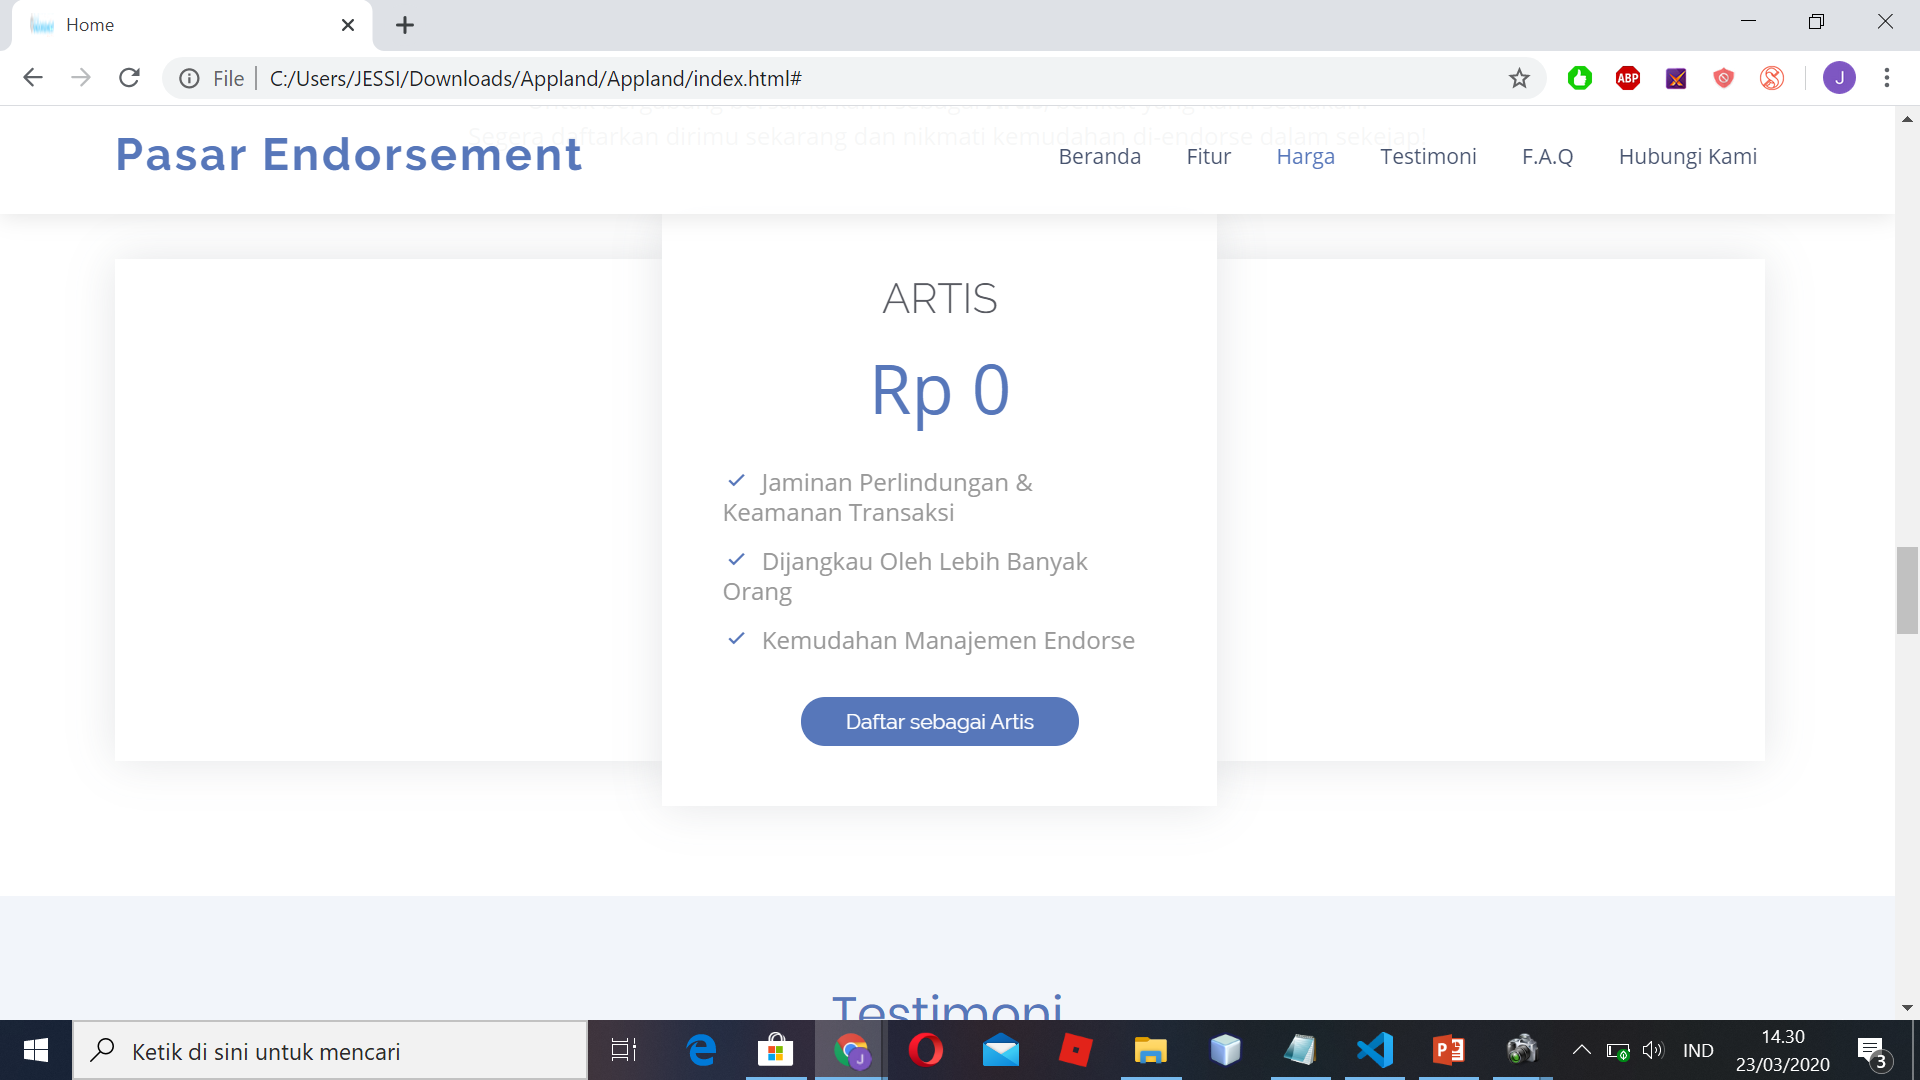 Home
File
C:/Users/JESSI/Downloads/Appland/Appland/index.html#
ABP
J
Segera daftarkan dirimu sekarang dan nikmati kemudahan di-endorse dalam sekejap!
Pasar Endorsement
Beranda
Fitur
Harga
Testimoni
F.A.Q
Hubungi Kami
ARTIS
Rp 0
Jaminan Perlindungan &
Keamanan Transaksi
Dijangkau Oleh Lebih Banyak
Orang
Kemudahan Manajemen Endorse
Daftar sebagai Artis
Testimoni
Ketik di sini untuk mencari
J
IND
14.30
23/03/2020
3